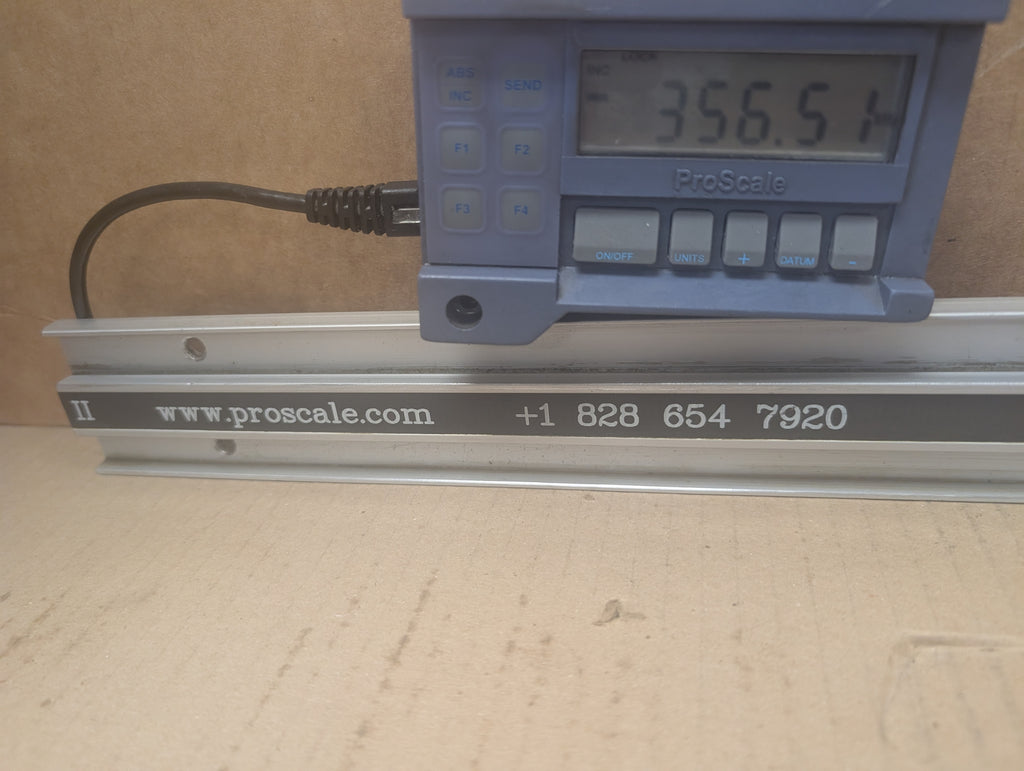 ABS
INC
SEND
F1
F2
F3
F4
INC
- 356.51
ProScale
ON/OFF
UNITS
+
DATUM
-
II www.proscale.com +1 828 654 7920